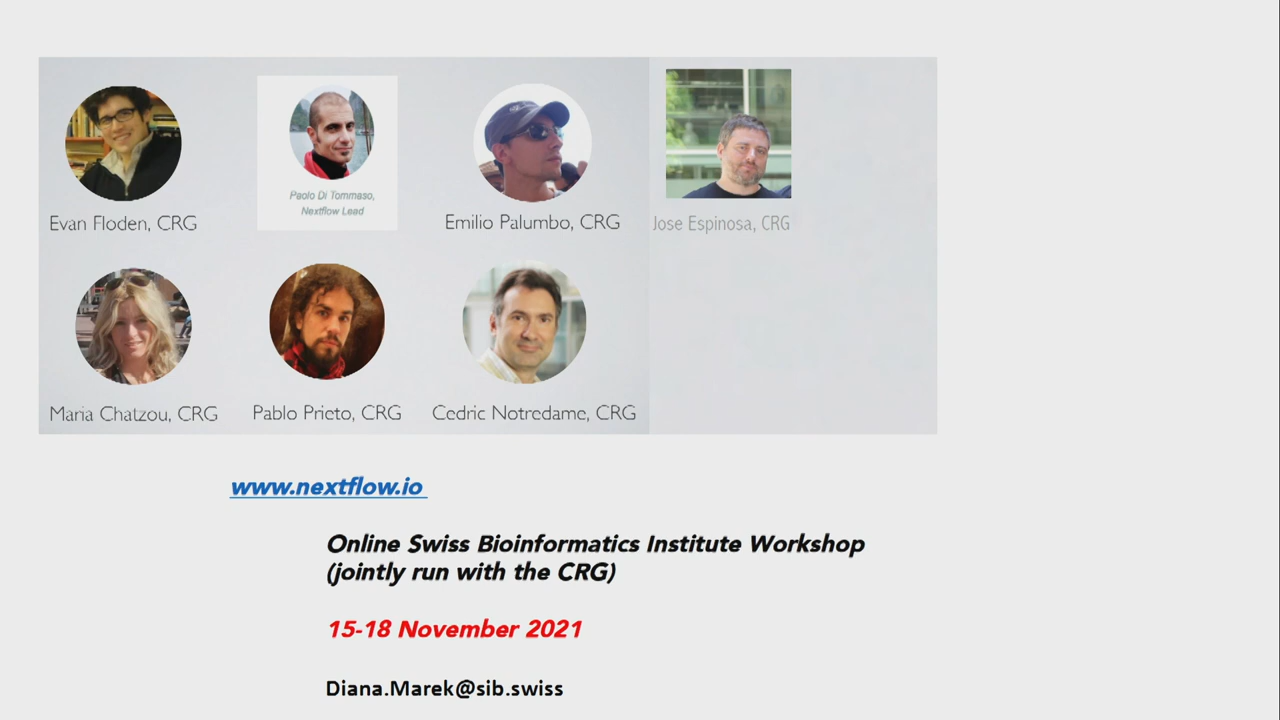 Evan Floden, CRG
Paolo Di Tommaso,
Nextflow Lead
Emilio Palumbo, CRG
Jose Espinosa, CRG
Maria Chatzou, CRG
Pablo Prieto, CRG
Cedric Notredame, CRG
www.nextflow.io
Online Swiss Bioinformatics Institute Workshop
(jointly run with the CRG)
15-18 November 2021
Diana.Marek@sib.swiss